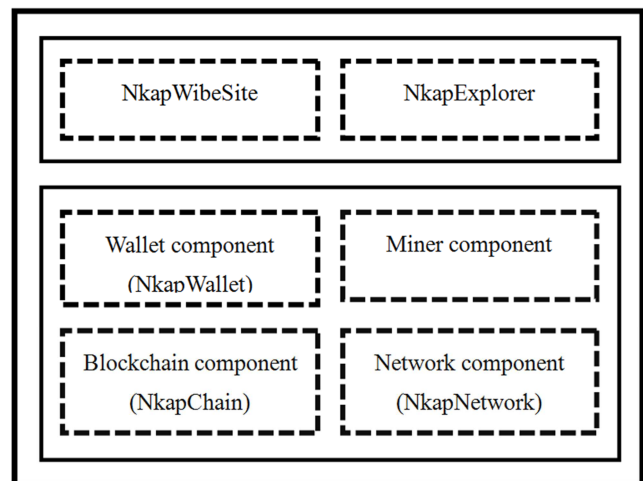 NkapWibeSite
NkapExplorer
Wallet component
(NkapWallet)
Miner component
Blockchain component
(NkapChain)
Network component
(NkapNetwork)